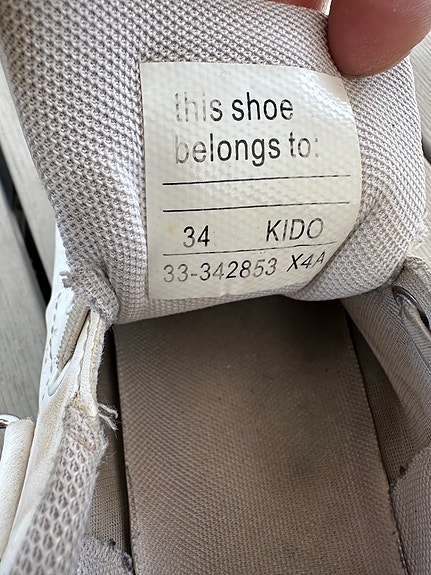 this shoe
belongs to:
34 KIDO
33-342853 X4A